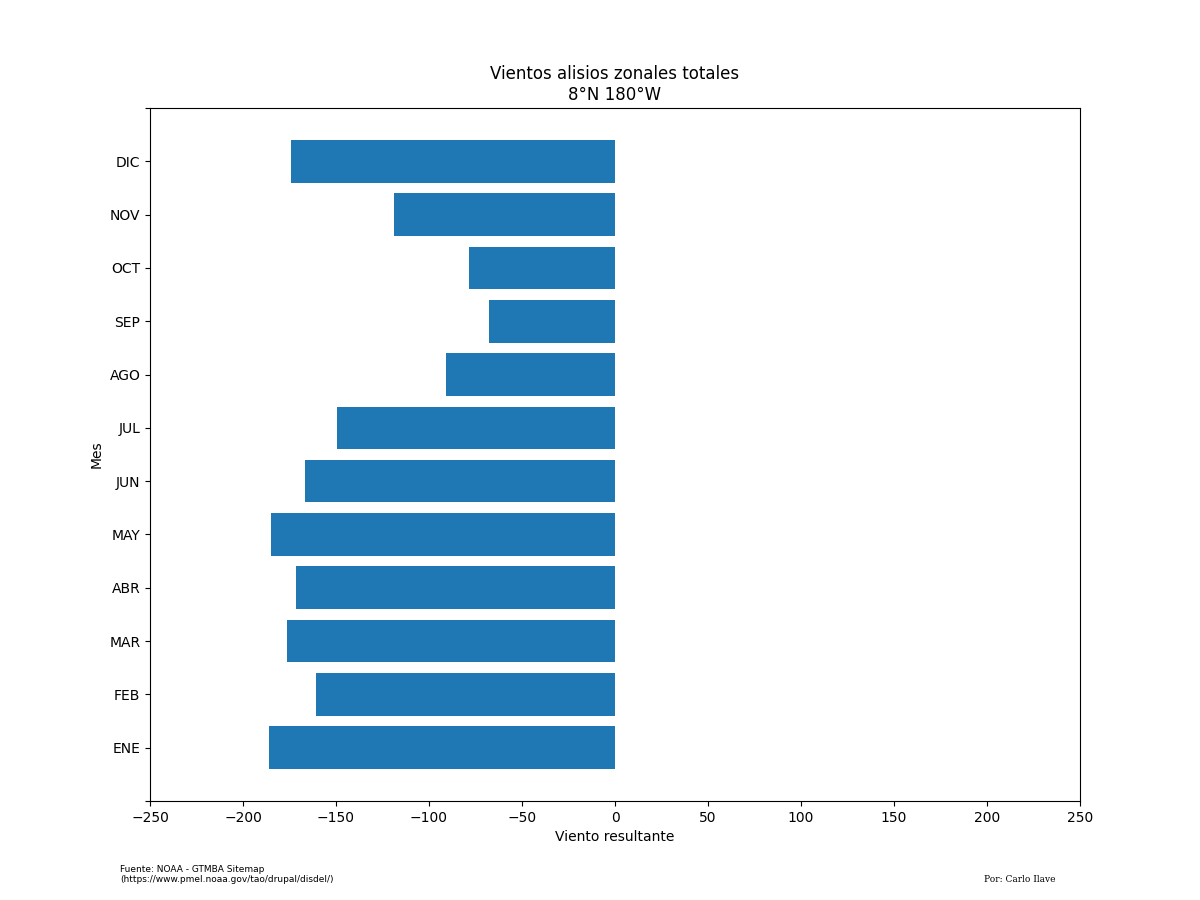 Vientos alisios zonales totales
8°N 180°W
DIC
NOV
OCT
SEP
AGO
JUL
JUN
MAY
ABR
MAR
FEB
ENE
Mes
−250 −200 −150 −100 −50 0 50 100 150 200 250
Viento resultante
Fuente: NOAA - GTMBA Sitemap
(https://www.pmel.noaa.gov/tao/drupal/disdel/)
Por: Carlo Ilave